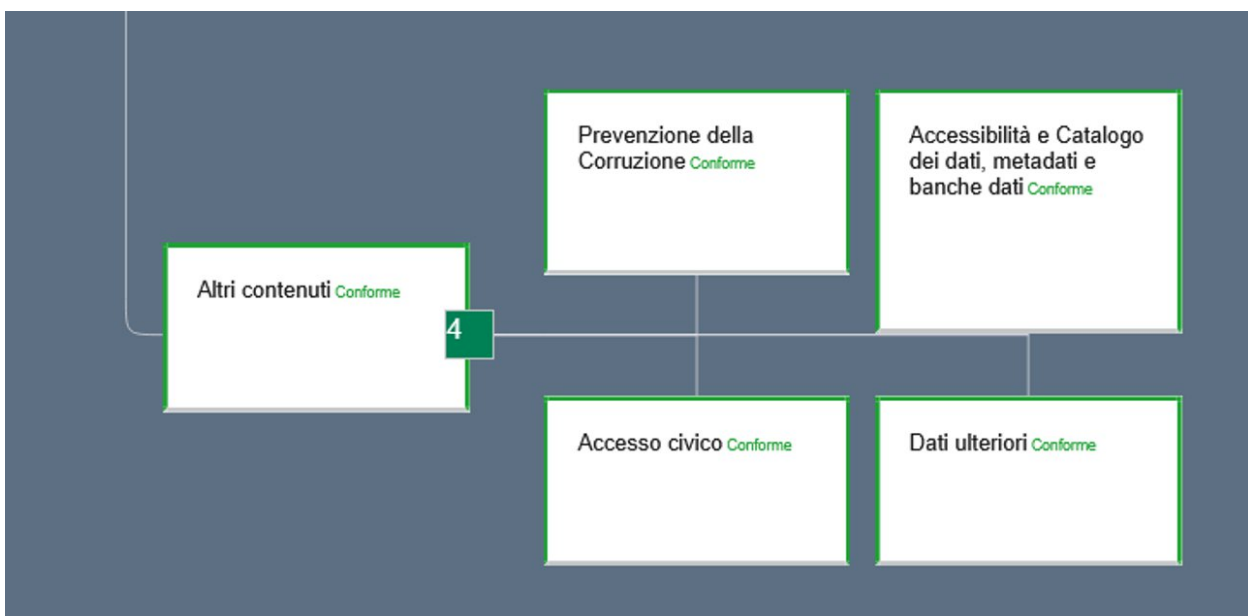 Prevenzione della
Corruzione Conforme
Accessibilità e Catalogo
dei dati, metadati e
banche dati Conforme
Altri contenuti Conforme
4
Accesso civico Conforme
Dati ulteriori Conforme